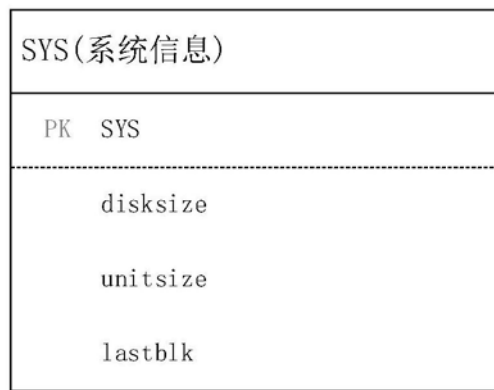 SYS(系统信息)
PK SYS
disksize
unitsize
lastblk